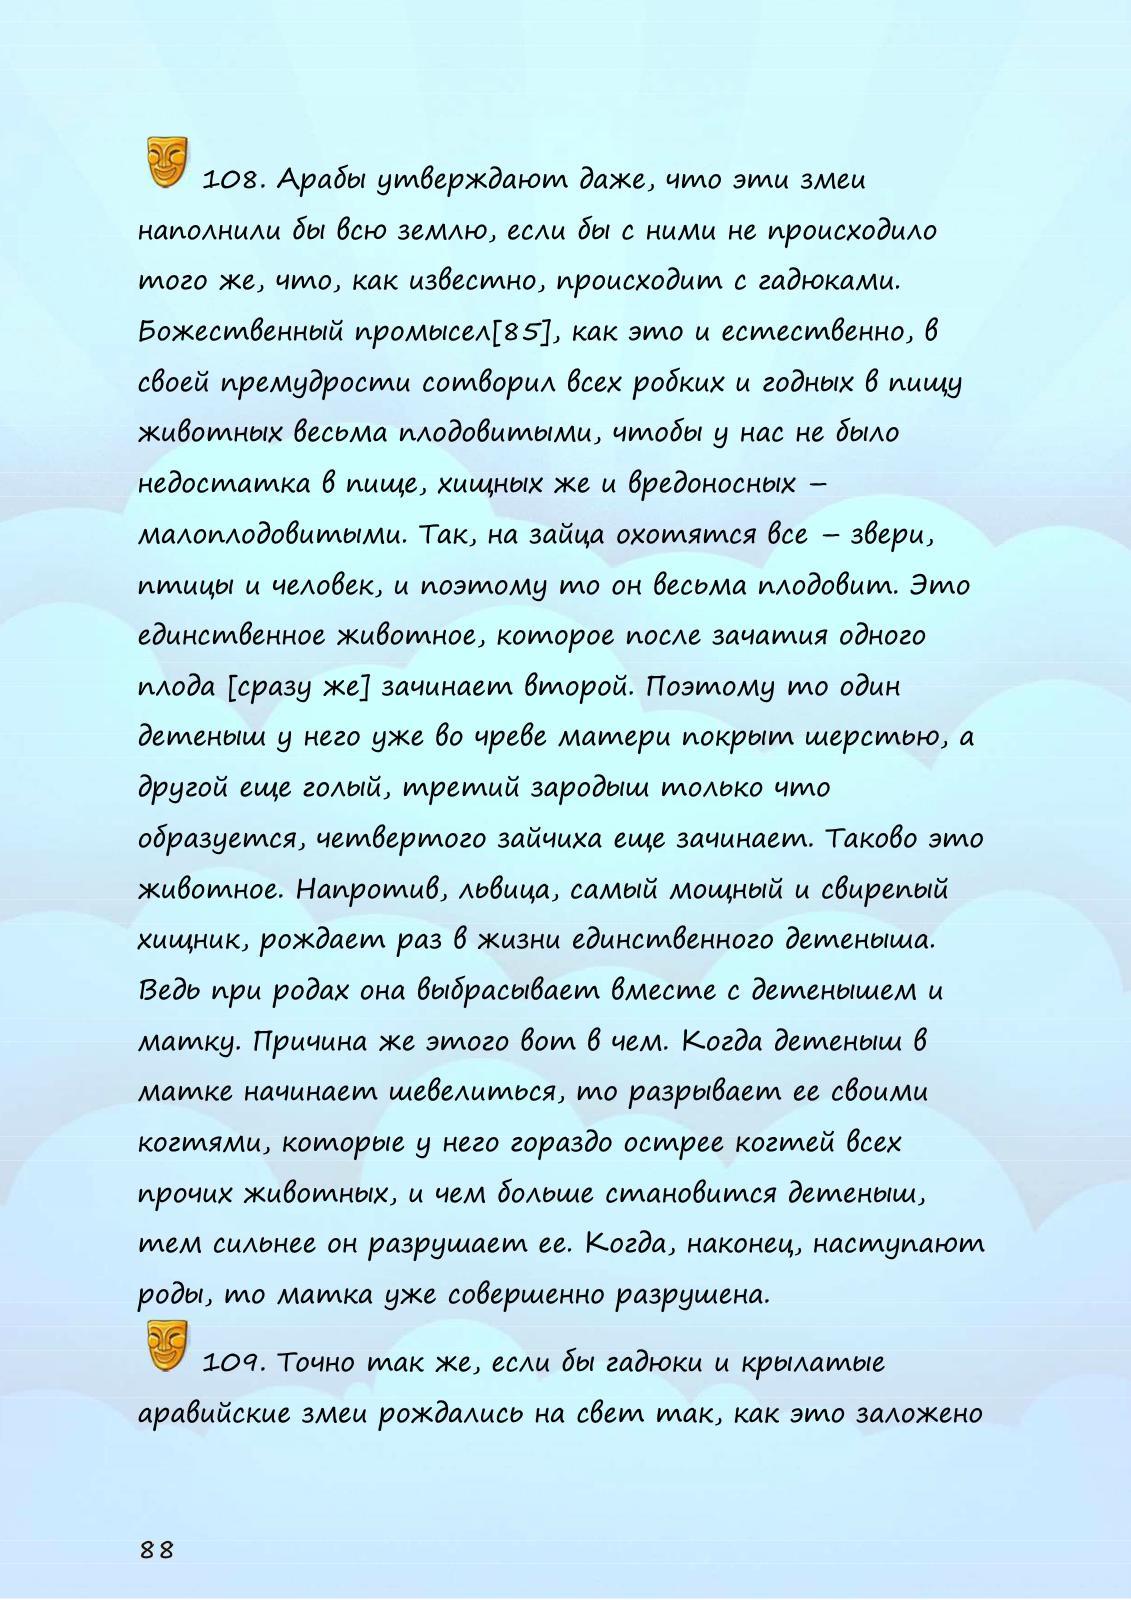 108. Арабы утверждают даже, что эти змеи
наполнили бы всю землю, если бы с ними не происходило
того же, что, как известно, происходит с гадюками.
Божественный промысел[85], как это и естественно, в
своей премудрости сотворил всех робких и годных в пищу
животных весьма плодовитыми, чтобы у нас не было
недостатка в пище, хищных же и вредоносных –
малоплодовитыми. Так, на зайца охотятся все – звери,
птицы и человек, и поэтому то он весьма плодовит. Это
единственное животное, которое после зачатия одного
плода [сразу же] зачинает второй. Поэтому то один
детеныш у него уже во чреве матери покрыт шерстью, а
другой еще голый, третий зародыш только что
образуется, четвертого зайчиха еще зачинает. Таково это
животное. Напротив, львица, самый мощный и свирепый
хищник, рождает раз в жизни единственного детеныша.
Ведь при родах она выбрасывает вместе с детенышем и
матку. Причина же этого вот в чем. Когда детеныш в
матке начинает шевелиться, то разрывает ее своими
когтями, которые у него гораздо острее когтей всех
прочих животных, и чем больше становится детеныш,
тем сильнее он разрушает ее. Когда, наконец, наступают
роды, то матка уже совершенно разрушена.
109. Точно так же, если бы гадюки и крылатые
аравийские змеи рождались на свет так, как это заложено
88